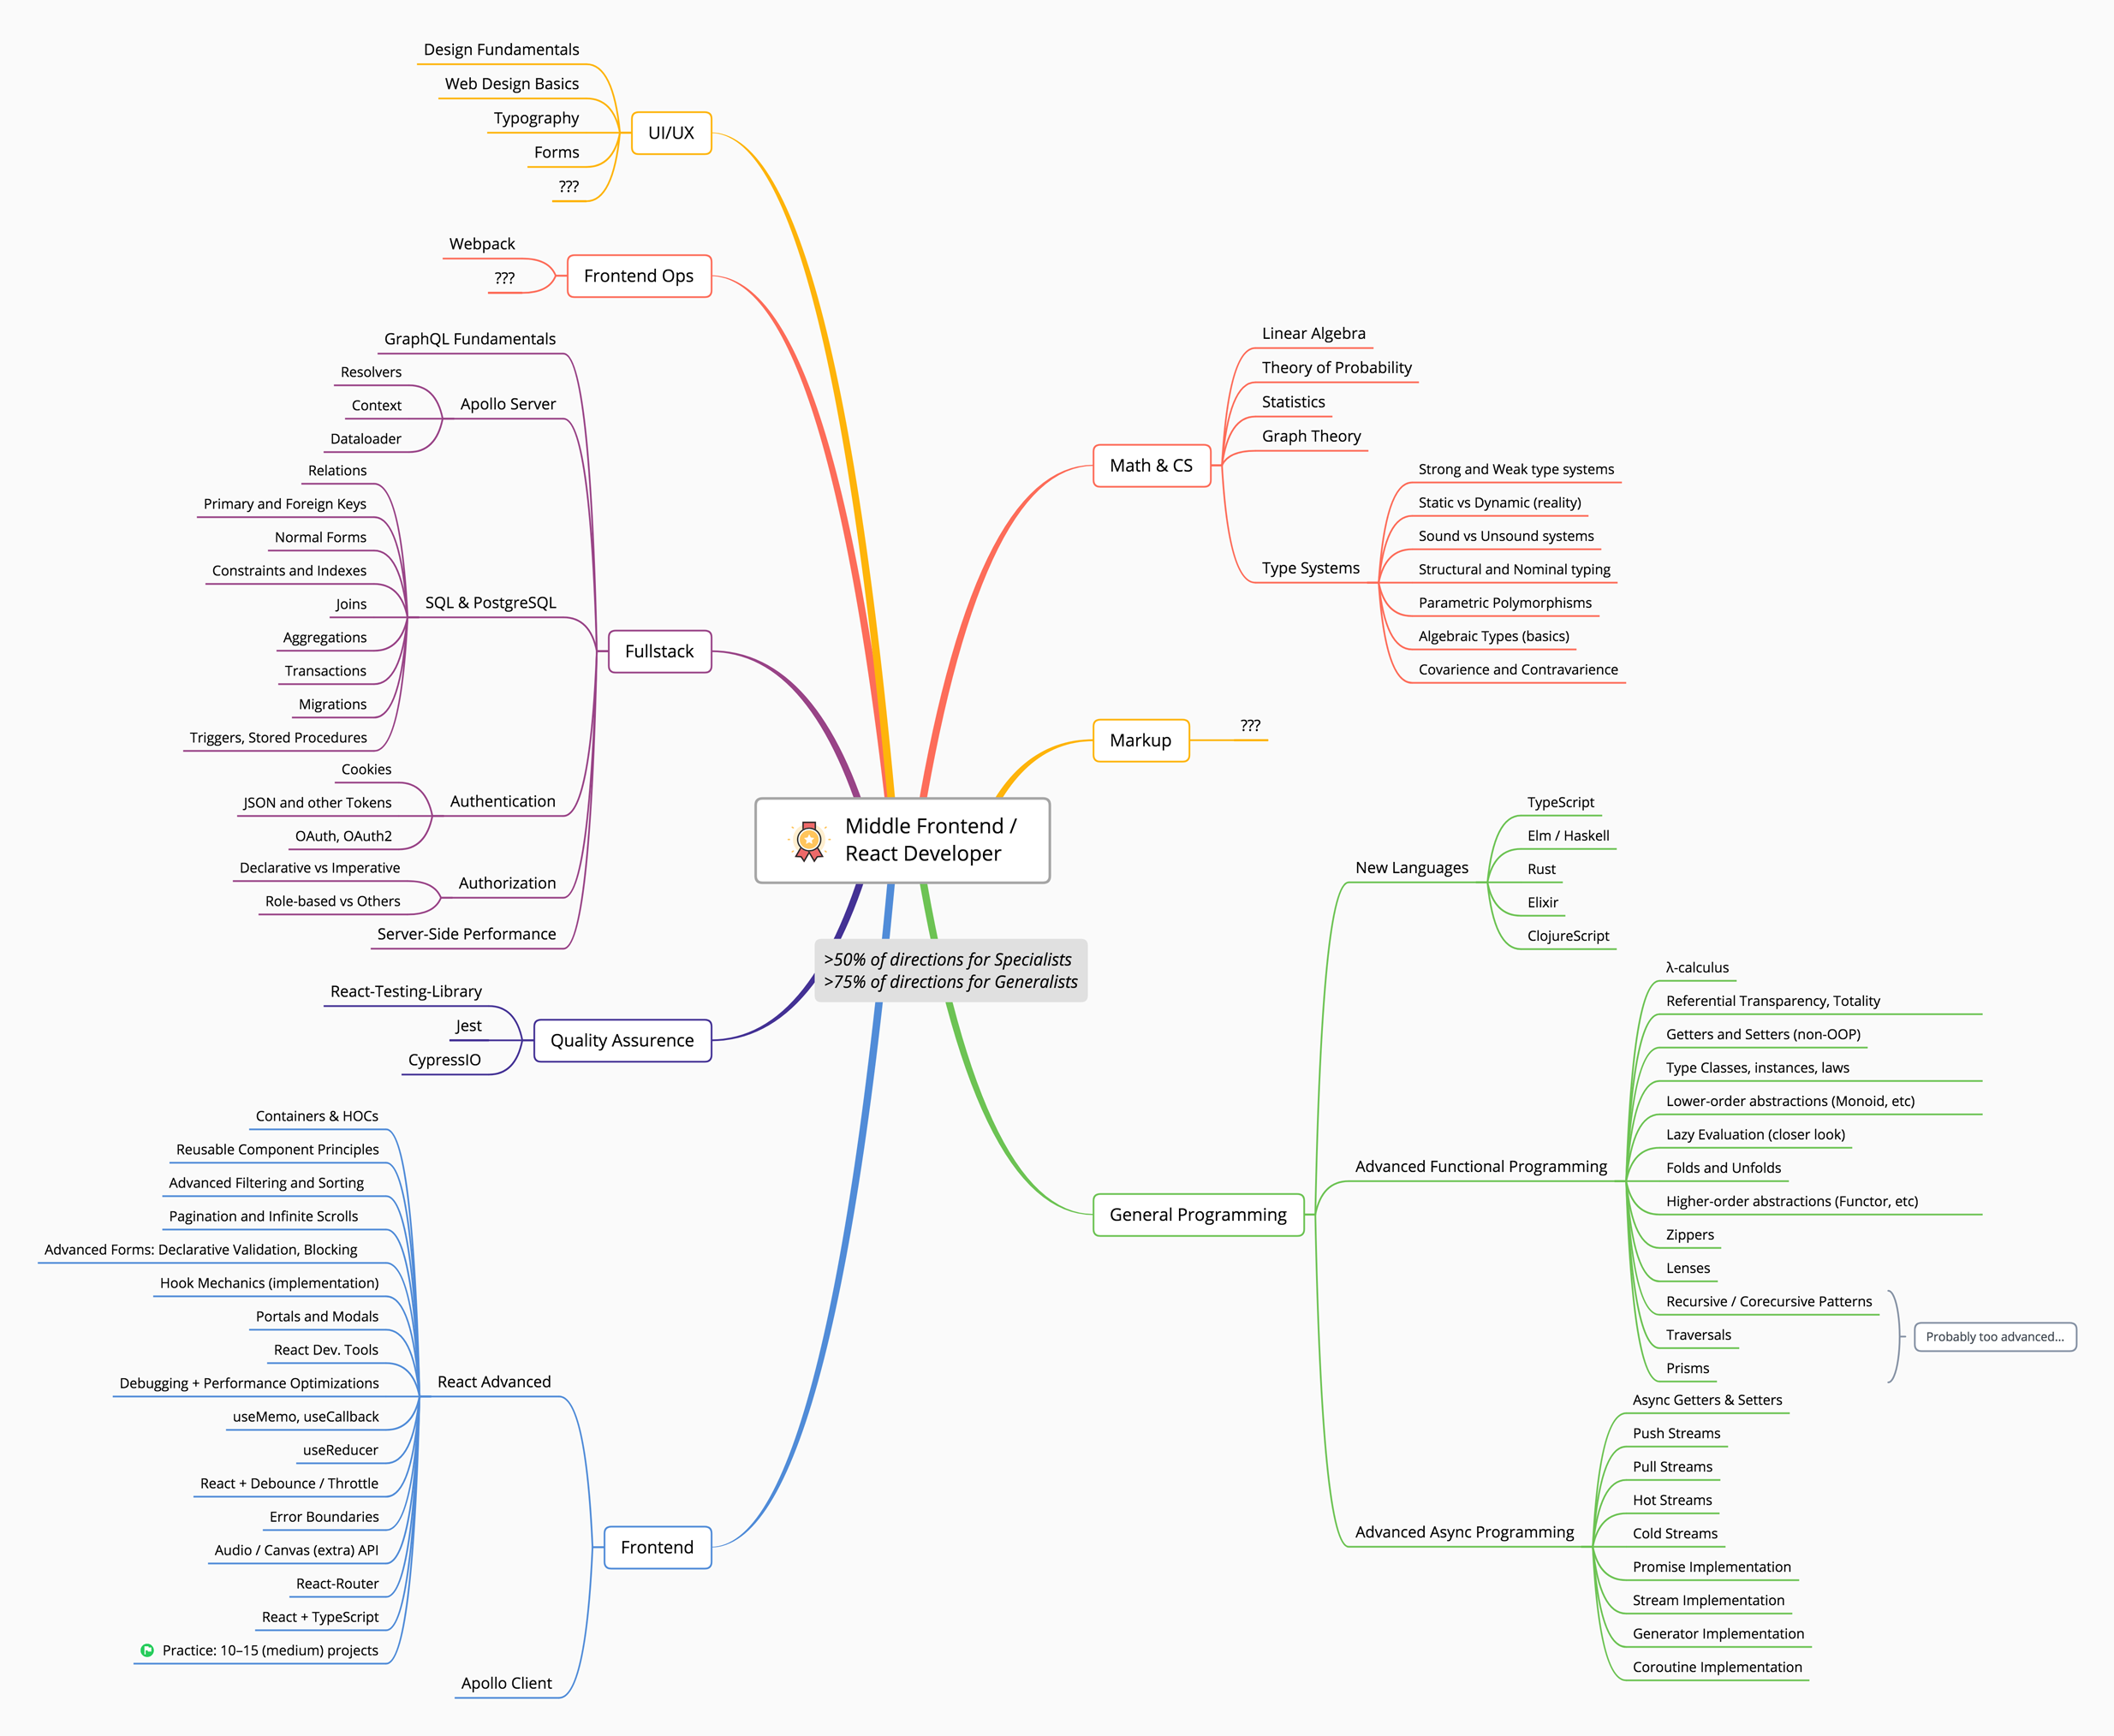 Middle Frontend /
React Developer
>50% of directions for Specialists
>75% of directions for Generalists
UI/UX
Design Fundamentals
Web Design Basics
Typography
Forms
???
Frontend Ops
Webpack
???
Fullstack
GraphQL Fundamentals
Apollo Server
Resolvers
Context
Dataloader
SQL & PostgreSQL
Relations
Primary and Foreign Keys
Normal Forms
Constraints and Indexes
Joins
Aggregations
Transactions
Migrations
Triggers, Stored Procedures
Authentication
Cookies
JSON and other Tokens
OAuth, OAuth2
Authorization
Declarative vs Imperative
Role-based vs Others
Server-Side Performance
Quality Assurence
React-Testing-Library
Jest
CypressIO
Frontend
React Advanced
Containers & HOCs
Reusable Component Principles
Advanced Filtering and Sorting
Pagination and Infinite Scrolls
Advanced Forms: Declarative Validation, Blocking
Hook Mechanics (implementation)
Portals and Modals
React Dev. Tools
Debugging + Performance Optimizations
useMemo, useCallback
useReducer
React + Debounce / Throttle
Error Boundaries
Audio / Canvas (extra) API
React-Router
React + TypeScript
Practice: 10–15 (medium) projects
Apollo Client
Math & CS
Linear Algebra
Theory of Probability
Statistics
Graph Theory
Type Systems
Strong and Weak type systems
Static vs Dynamic (reality)
Sound vs Unsound systems
Structural and Nominal typing
Parametric Polymorphisms
Algebraic Types (basics)
Covarience and Contravarience
Markup
???
General Programming
New Languages
TypeScript
Elm / Haskell
Rust
Elixir
ClojureScript
Advanced Functional Programming
λ-calculus
Referential Transparency, Totality
Getters and Setters (non-OOP)
Type Classes, instances, laws
Lower-order abstractions (Monoid, etc)
Lazy Evaluation (closer look)
Folds and Unfolds
Higher-order abstractions (Functor, etc)
Zippers
Lenses
Recursive / Corecursive Patterns
Traversals
Prisms
Probably too advanced...
Advanced Async Programming
Async Getters & Setters
Push Streams
Pull Streams
Hot Streams
Cold Streams
Promise Implementation
Stream Implementation
Generator Implementation
Coroutine Implementation